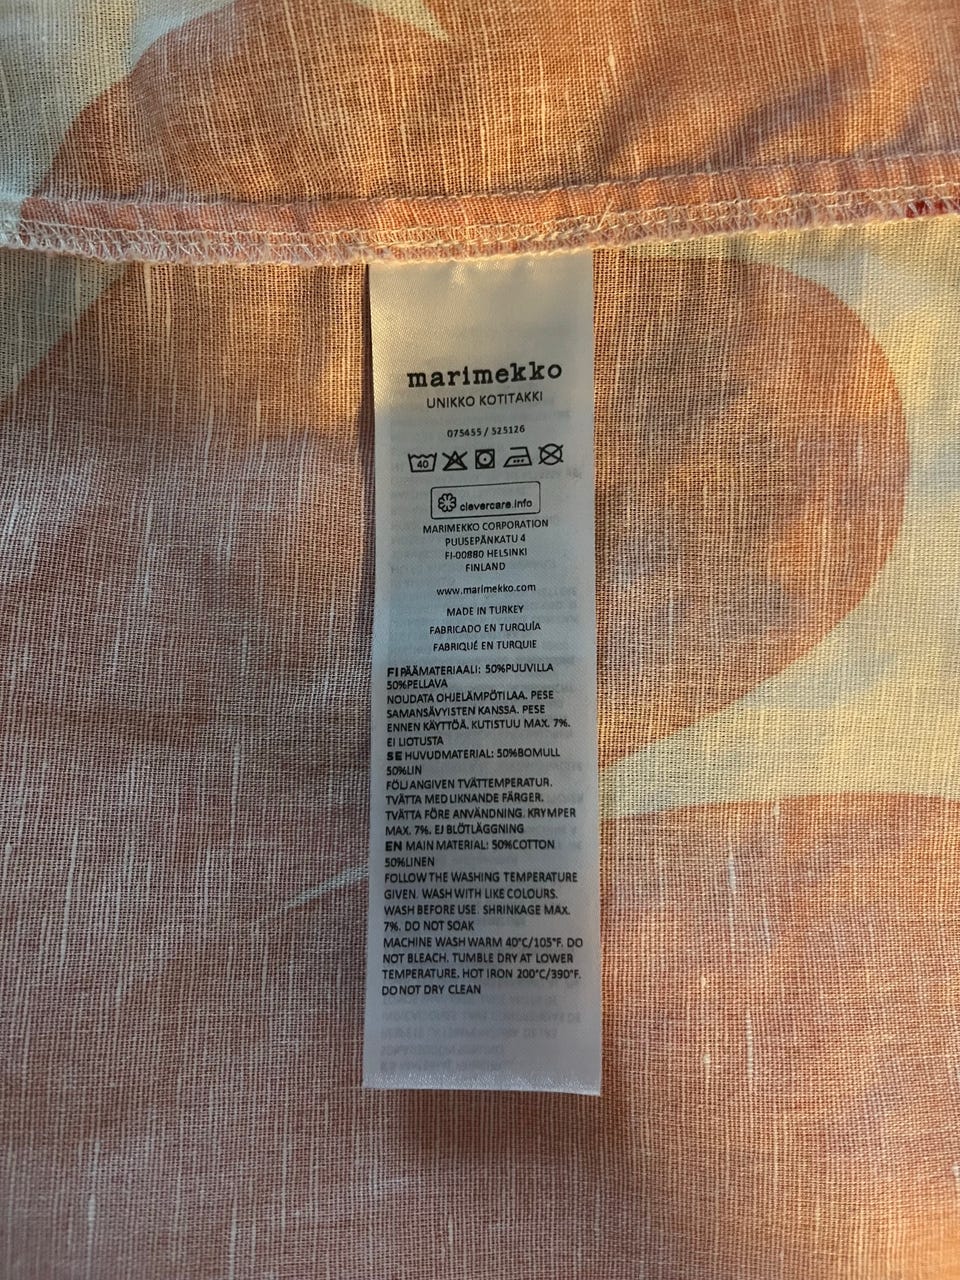 marimekko
UNIKKO KOTITAKKI
075455 / 525126
40
clevercare.info
MARIMEKKO CORPORATION
PUUSEPÄNKATU 4
FI-00880 HELSINKI
FINLAND
www.marimekko.com
MADE IN TURKEY
FABRICADO EN TURQUÍA
FABRIQUÉ EN TURQUIE
FI PÄÄMATERIAALI: 50%PUUVILLA
50%PELLAVA
NOUDATA OHJELÄMPÖTILAA. PESE
SAMANSÄVYISTEN KANSSA. PESE
ENNEN KÄYTTÖÄ. KUTISTUU MAX. 7%.
EI LIOTUSTA
SE HUVUDMATERIAL: 50%BOMULL
50%LIN
FÖLJ ANGIVEN TVÄTTEMPERATUR.
TVÄTTA MED LIKNANDE FÄRGER.
TVÄTTA FÖRE ANVÄNDNING. KRYMPER
MAX. 7%. EJ BLÖTLÄGGNING
EN MAIN MATERIAL: 50%COTTON
50%LINEN
FOLLOW THE WASHING TEMPERATURE
GIVEN. WASH WITH LIKE COLOURS.
WASH BEFORE USE. SHRINKAGE MAX.
7%. DO NOT SOAK
MACHINE WASH WARM 40°C/105°F. DO
NOT BLEACH. TUMBLE DRY AT LOWER
TEMPERATURE. HOT IRON 200°C/390°F.
DO NOT DRY CLEAN